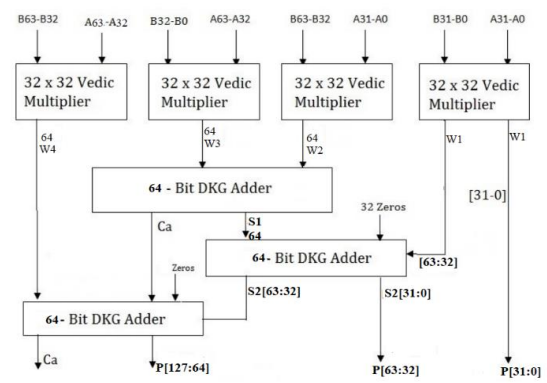 B63-B32 A63-A32 B32-B0 A63-A32 B63-B32 A31-A0 B31-B0 A31-A0
32 x 32 Vedic Multiplier
32 x 32 Vedic Multiplier
32 x 32 Vedic Multiplier
32 x 32 Vedic Multiplier
64
W4
64
W3
64
W2
W1
W1
64 - Bit DKG Adder
[31-0]
Ca
S1
64
32 Zeros
64- Bit DKG Adder
[63:32]
Zeros
S2[63:32]
S2[31:0]
64- Bit DKG Adder
Ca
P[127:64]
P[63:32]
P[31:0]